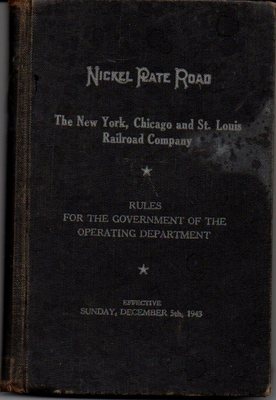 NICKEL PLATE ROAD
The New York, Chicago and St. Louis
Railroad Company
RULES
FOR THE GOVERNMENT OF THE
OPERATING DEPARTMENT
EFFECTIVE
SUNDAY, DECEMBER 5th, 1943